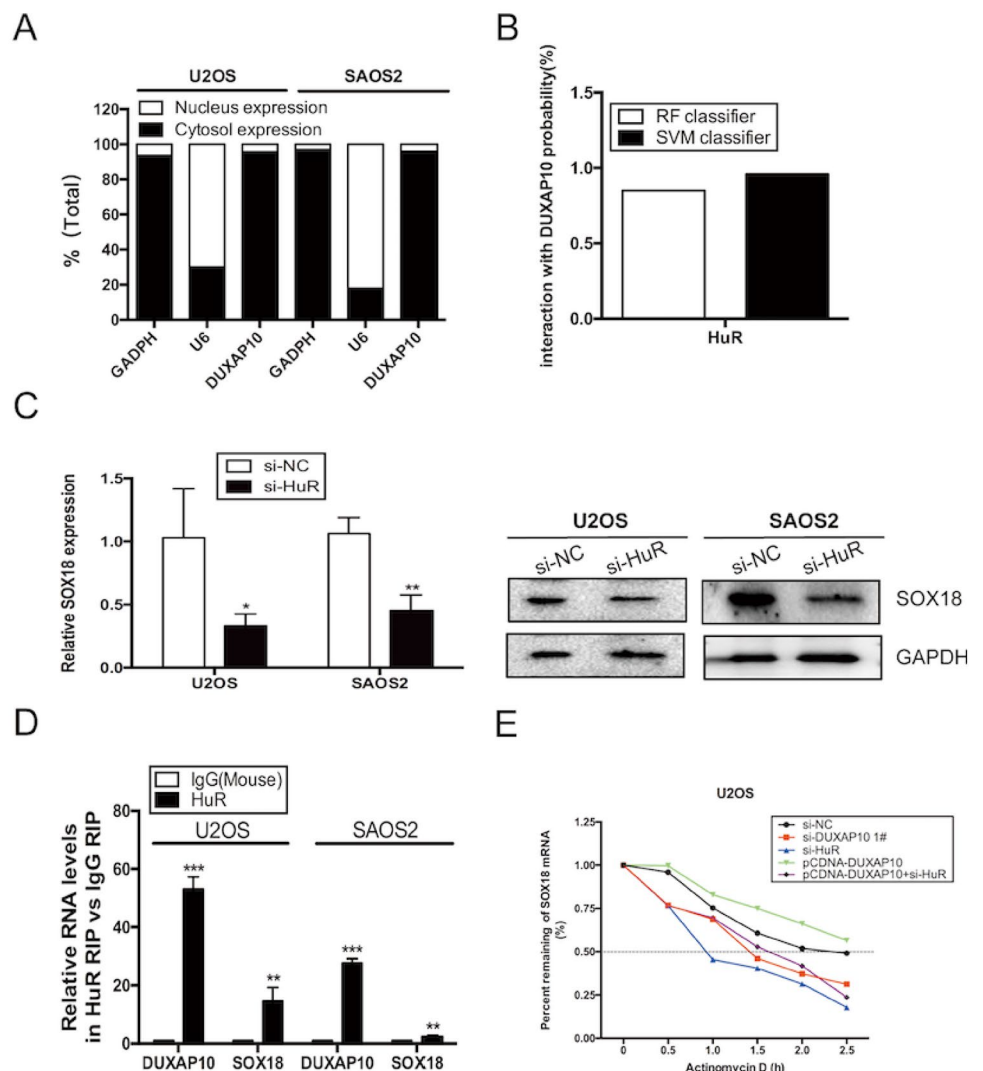 A
U2OS SAOS2
Nucleus expression
Cytosol expression
% (Total)
120
100
80
60
40
20
0
GADPH U6 DUXAP10 GADPH U6 DUXAP10
B
interaction with DUXAP10 probability(%)
RF classifier
SVM classifier
1.5
1.0
0.5
0.0
HuR
C
si-NC
si-HuR
Relative SOX18 expression
1.5
1.0
0.5
0.0
* **
U2OS SAOS2
U2OS SAOS2
si-NC si-HuR si-NC si-HuR
SOX18
GAPDH
D
IgG(Mouse)
HuR
Relative RNA levels
in HuR RIP vs IgG RIP
80
60
40
20
0
U2OS SAOS2
*** ** *** **
DUXAP10 SOX18 DUXAP10 SOX18
E
U2OS
si-NC
si-DUXAP10 1#
si-HuR
pCDNA-DUXAP10
pCDNA-DUXAP10+si-HuR
Percent remaining of SOX18 mRNA
(%)
1.25
1.00
0.75
0.50
0.25
0.00
0 0.5 1.0 1.5 2.0 2.5
Actinomycin D (h)